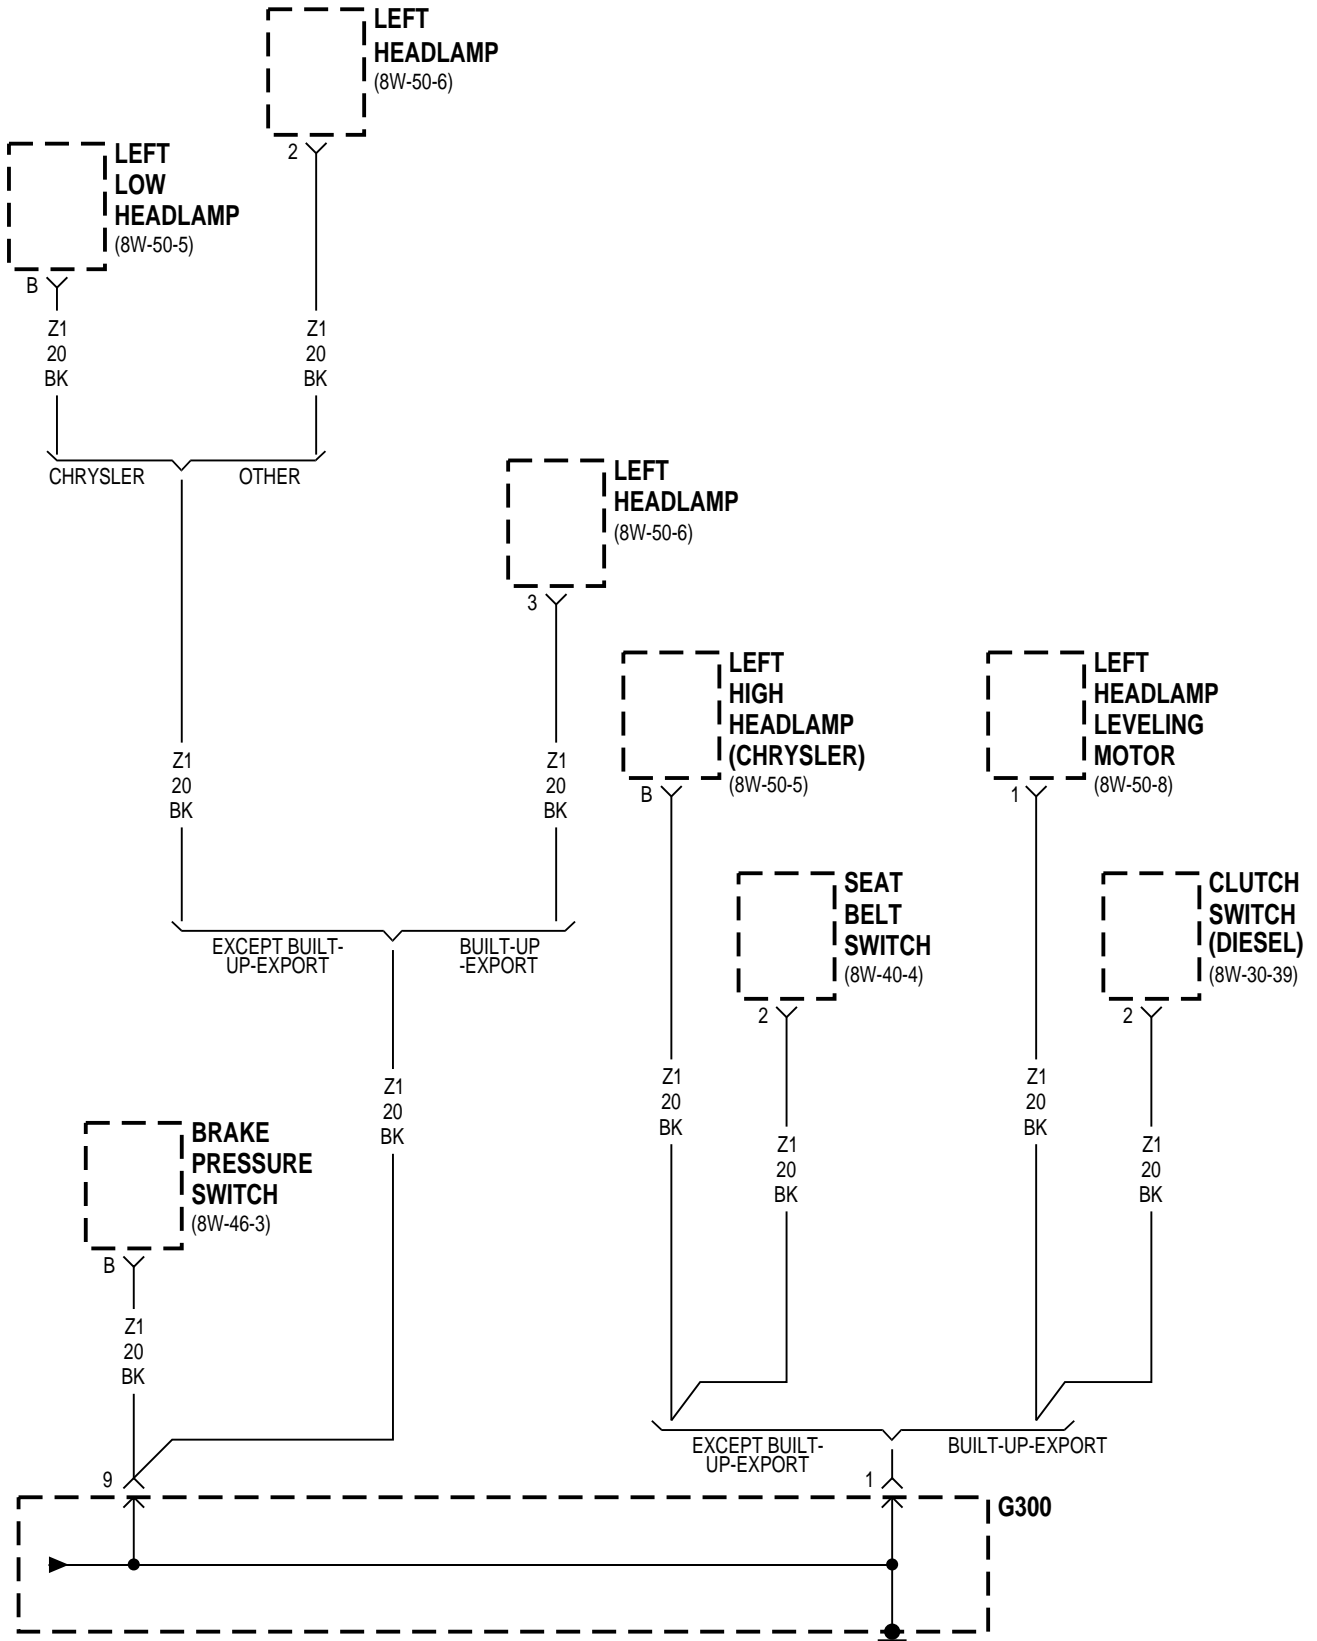 LEFT
HEADLAMP
(8W-50-6)
2
LEFT
LOW
HEADLAMP
(8W-50-5)
B
Z1
20
BK
Z1
20
BK
CHRYSLER
OTHER
LEFT
HEADLAMP
(8W-50-6)
3
Z1
20
BK
Z1
20
BK
EXCEPT BUILT-
UP-EXPORT
BUILT-UP
-EXPORT
LEFT
HIGH
HEADLAMP
(CHRYSLER)
(8W-50-5)
B
LEFT
HEADLAMP
LEVELING
MOTOR
(8W-50-8)
1
SEAT
BELT
SWITCH
(8W-40-4)
2
CLUTCH
SWITCH
(DIESEL)
(8W-30-39)
2
Z1
20
BK
Z1
20
BK
Z1
20
BK
Z1
20
BK
Z1
20
BK
BRAKE
PRESSURE
SWITCH
(8W-46-3)
B
Z1
20
BK
EXCEPT BUILT-
UP-EXPORT
BUILT-UP-EXPORT
9
1
G300